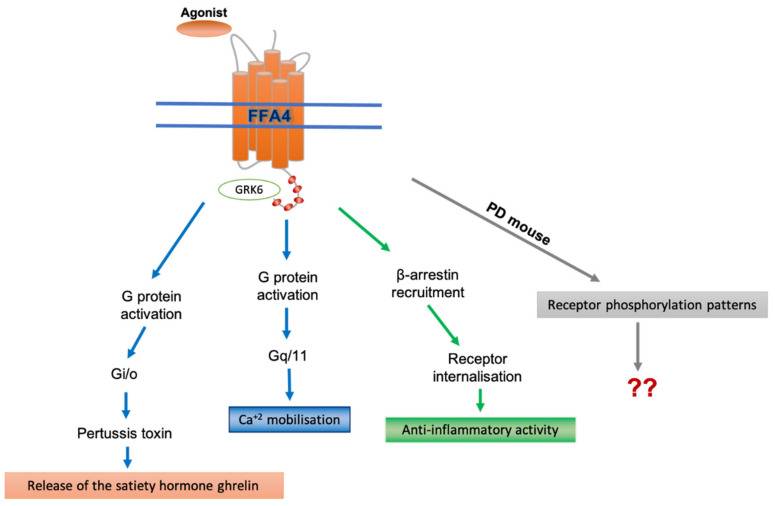 Agonist
FFA4
GRK6
PD mouse
G protein
activation
G protein
activation
β-arrestin
recruitment
Receptor phosphorylation patterns
Gi/o
Gq/11
Receptor
internalisation
??
Pertussis toxin
Ca+2 mobilisation
Anti-inflammatory activity
Release of the satiety hormone ghrelin